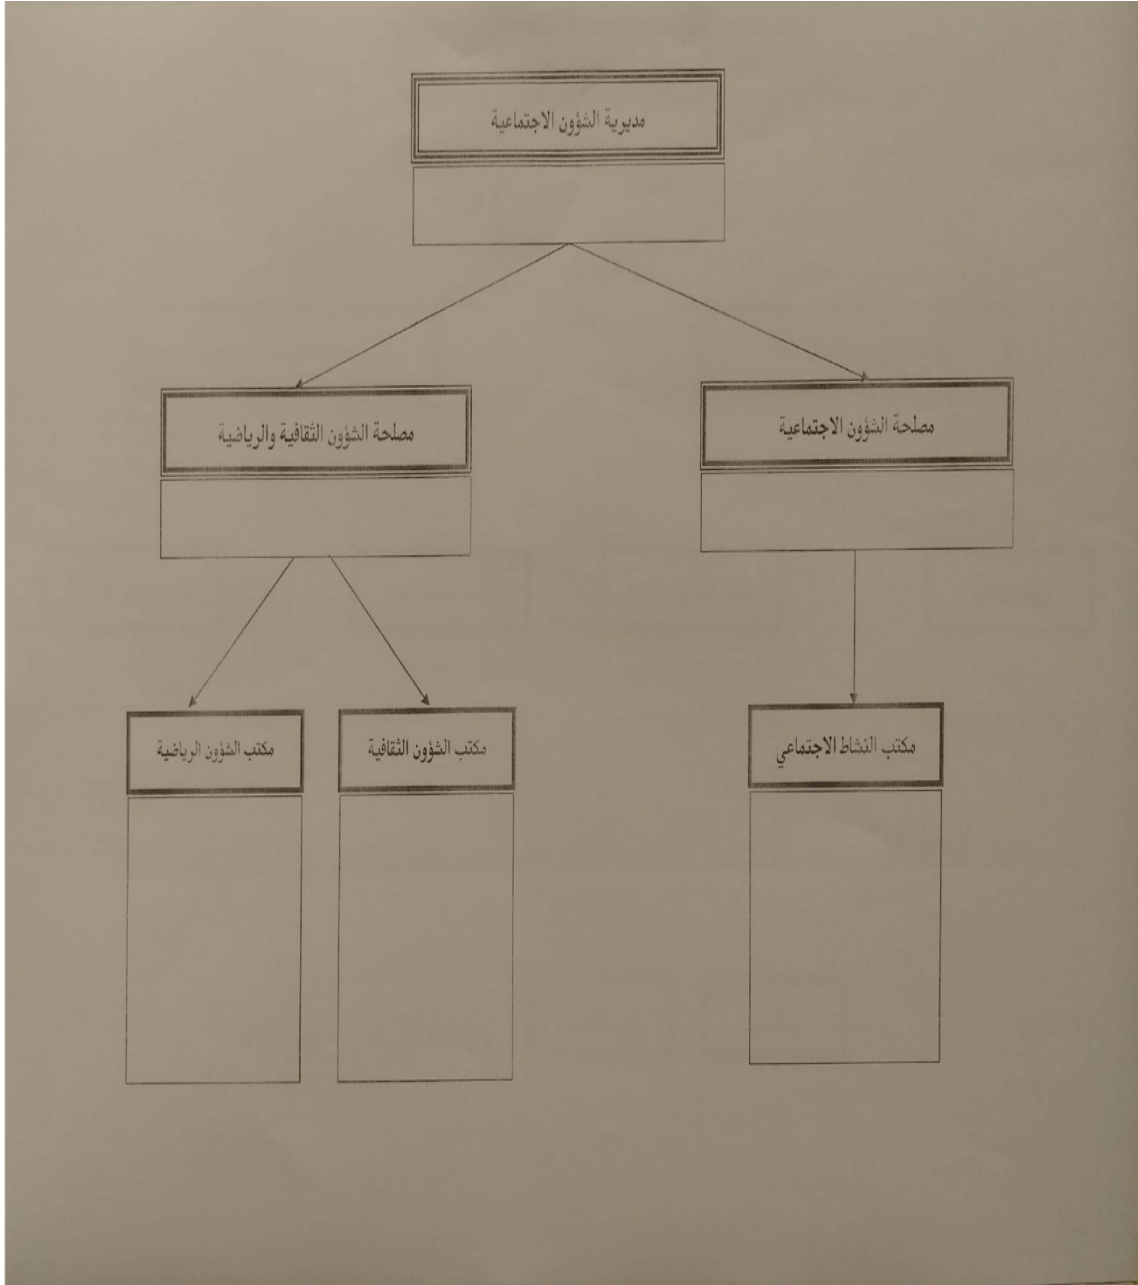 مديرية الشؤون الاجتماعية
مصلحة الشؤون الاجتماعية
مصلحة الشؤون الثقافية والرياضية
مكتب النشاط الاجتماعي
مكتب الشؤون الثقافية
مكتب الشؤون الرياضية